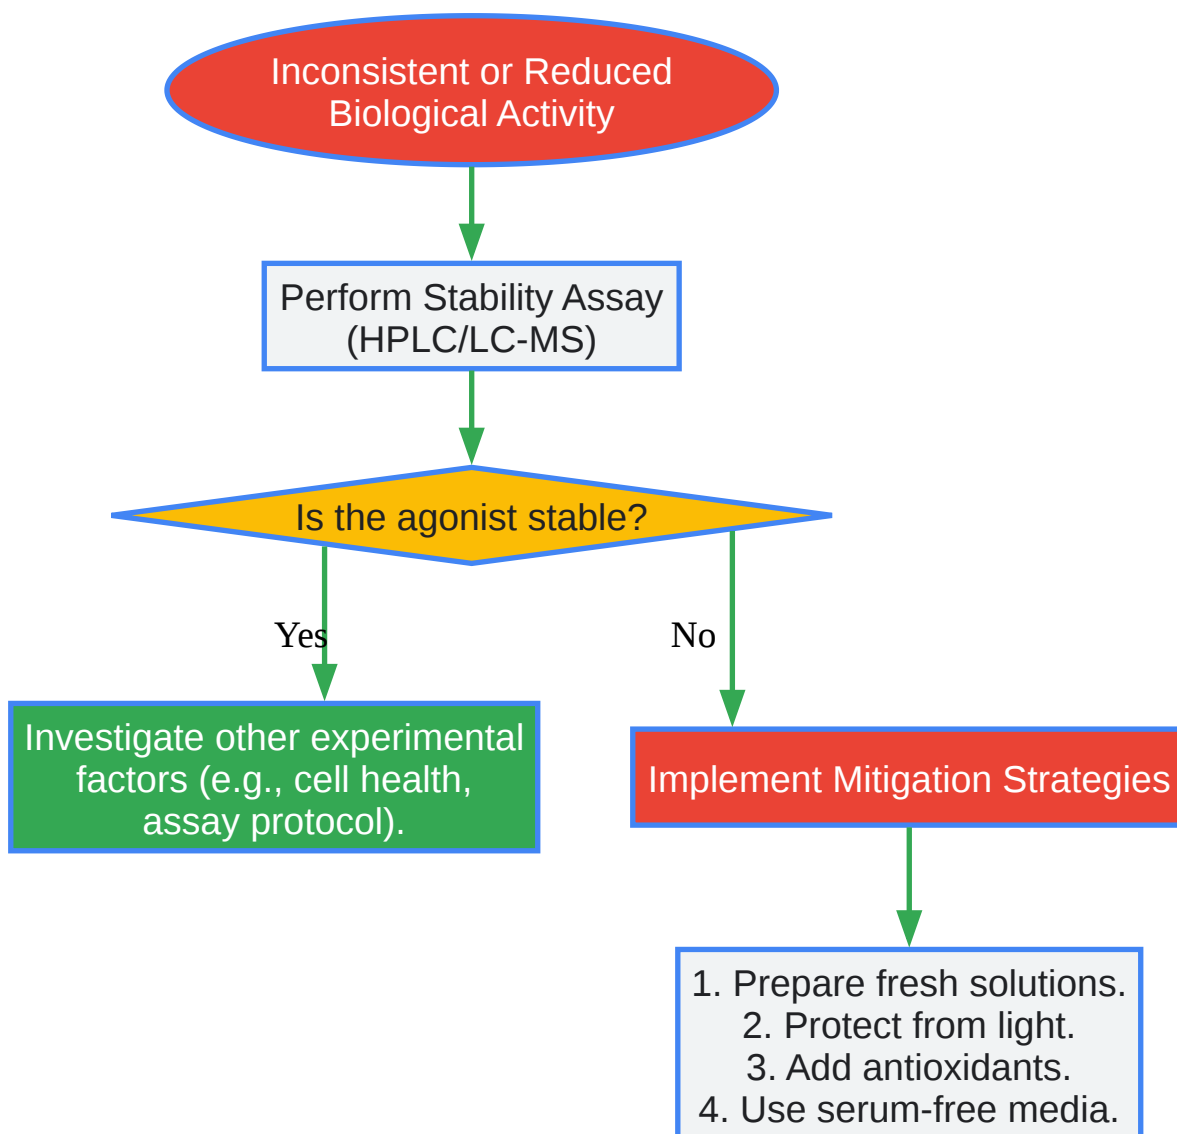 Inconsistent or Reduced
Biological Activity
Perform Stability Assay
(HPLC/LC-MS)
Is the agonist stable?
Yes
No
Investigate other experimental
factors (e.g., cell health,
assay protocol).
Implement Mitigation Strategies
1. Prepare fresh solutions.
2. Protect from light.
3. Add antioxidants.
4. Use serum-free media.